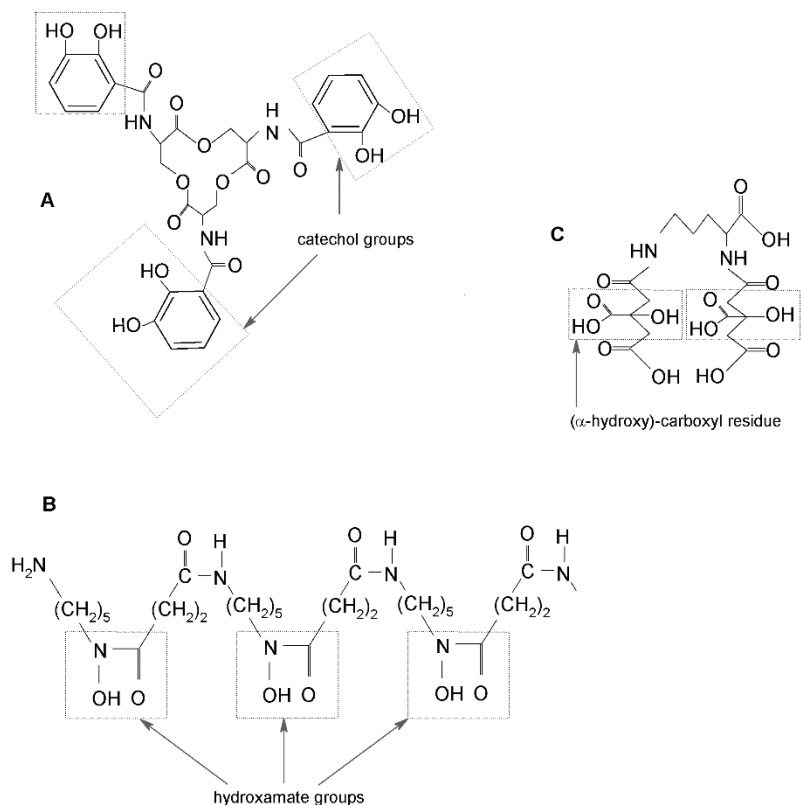 HO OH
O
HN
O
O
H
N
O
OH
OH
O
O
O
O
A
NH
O
HO
HO
catechol groups
C
O
OH
HN
NH
O
O
O
OH
HO
O
OH
HO
O
OH
O
HO
(α-hydroxy)-carboxyl residue
B
H₂N
O
C
H
N
O
C
H
N
O
C
H
N
(CH₂)₅
(CH₂)₂
(CH₂)₅
(CH₂)₂
(CH₂)₅
(CH₂)₂
N
C
N
C
N
C
OH O
OH
O
OH O
hydroxamate groups